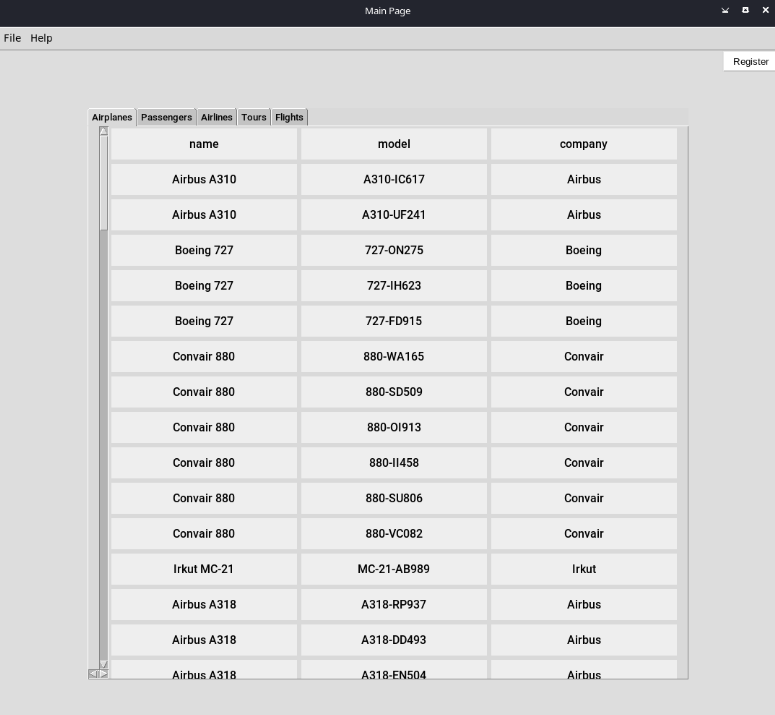 Main Page
File Help
Register
Airplanes Passengers Airlines Tours Flights
name model company
Airbus A310 A310-IC617 Airbus
Airbus A310 A310-UF241 Airbus
Boeing 727 727-ON275 Boeing
Boeing 727 727-IH623 Boeing
Boeing 727 727-FD915 Boeing
Convair 880 880-WA165 Convair
Convair 880 880-SD509 Convair
Convair 880 880-OI913 Convair
Convair 880 880-II458 Convair
Convair 880 880-SU806 Convair
Convair 880 880-VC082 Convair
Irkut MC-21 MC-21-AB989 Irkut
Airbus A318 A318-RP937 Airbus
Airbus A318 A318-DD493 Airbus
Airbus A318 A318-EN504 Airbus